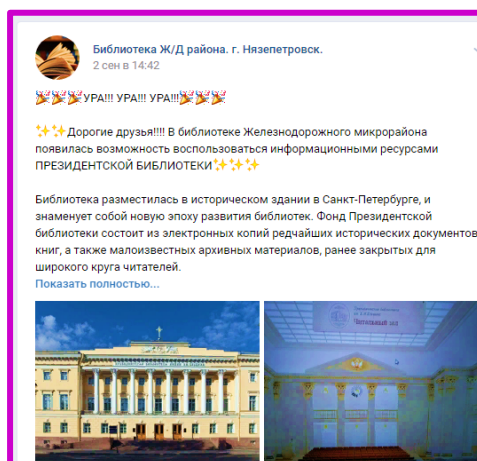 Библиотека Ж/Д района. г. Нязепетровск.
2 сен в 14:42
🎉🎉🎉УРА!!! УРА!!! УРА!!!🎉🎉🎉
✨✨Дорогие друзья!!!! В библиотеке Железнодорожного микрорайона
появилась возможность воспользоваться информационными ресурсами
ПРЕЗИДЕНТСКОЙ БИБЛИОТЕКИ✨✨✨
Библиотека разместилась в историческом здании в Санкт-Петербурге, и
знаменует собой новую эпоху развития библиотек. Фонд Президентской
библиотеки состоит из электронных копий редчайших исторических документов
книг, а также малоизвестных архивных материалов, ранее закрытых для
широкого круга читателей.
Показать полностью...
Читальный зал